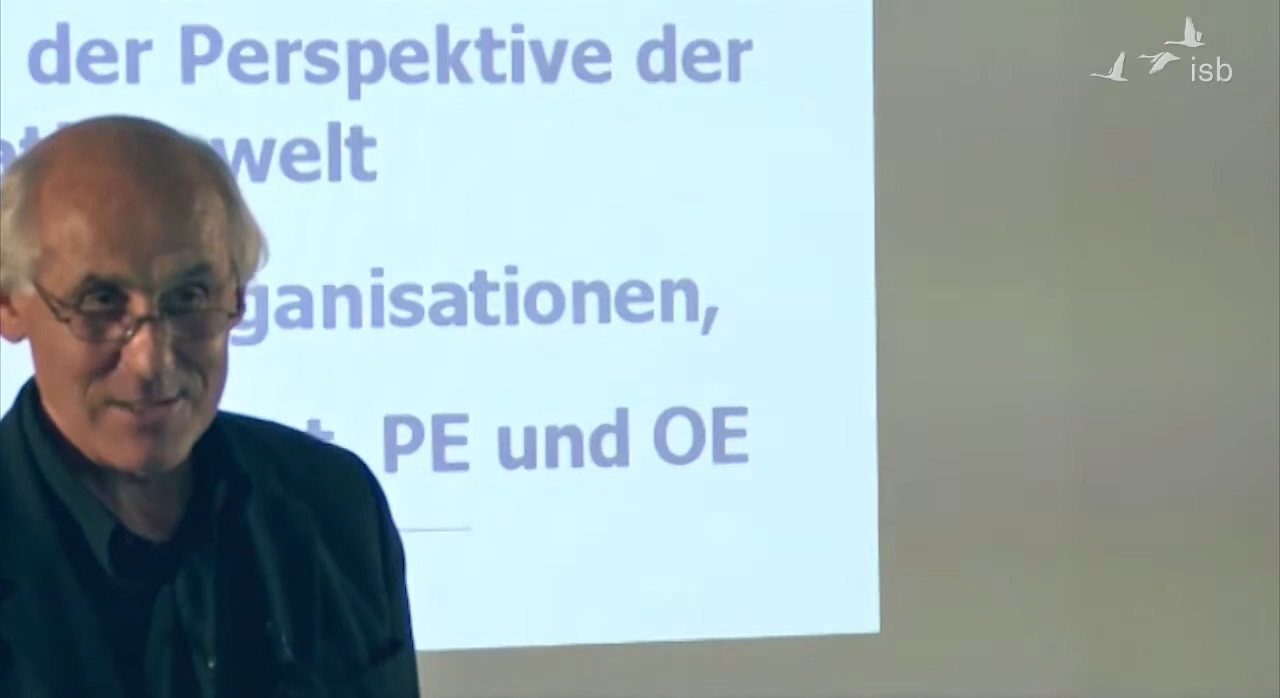 der Perspektive der
welt
ganisationen,
PE und OE
isb